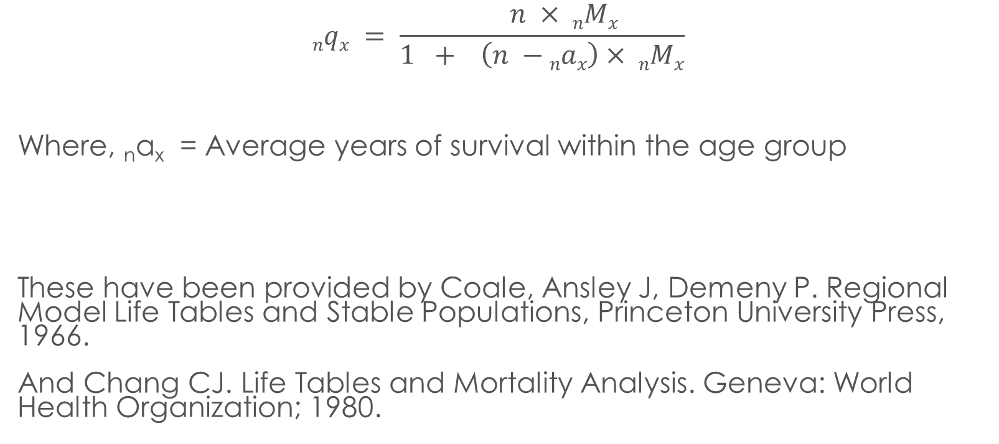 nqx = n × nMx / 1 + (n − nax) × nMx
Where, nax = Average years of survival within the age group
These have been provided by Coale, Ansley J, Demeny P. Regional
Model Life Tables and Stable Populations, Princeton University Press,
1966.
And Chang CJ. Life Tables and Mortality Analysis. Geneva: World
Health Organization; 1980.